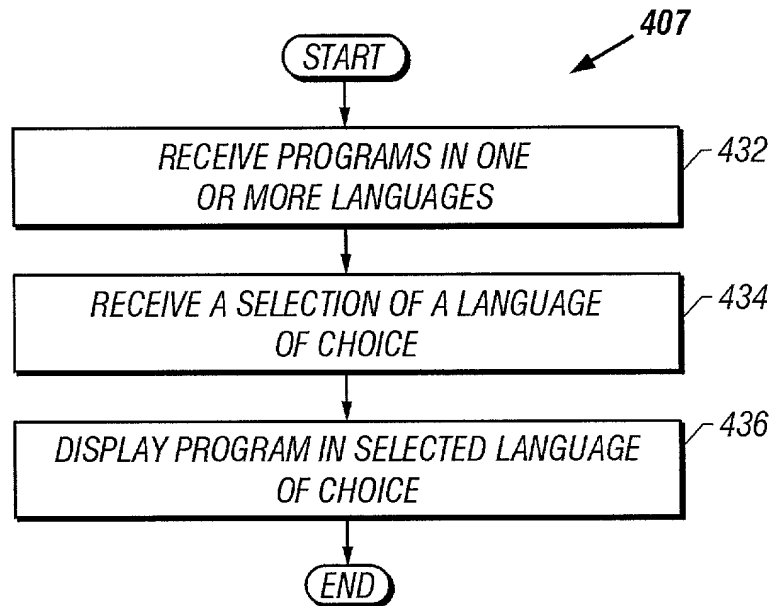 407
START
RECEIVE PROGRAMS IN ONE
OR MORE LANGUAGES
432
RECEIVE A SELECTION OF A LANGUAGE
OF CHOICE
434
DISPLAY PROGRAM IN SELECTED LANGUAGE
OF CHOICE
436
END